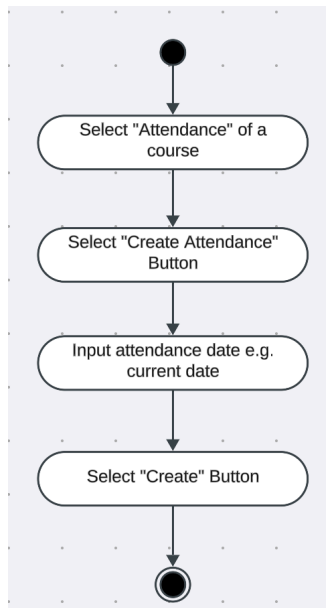 Select "Attendance" of a
course
Select "Create Attendance"
Button
Input attendance date e.g.
current date
Select "Create" Button